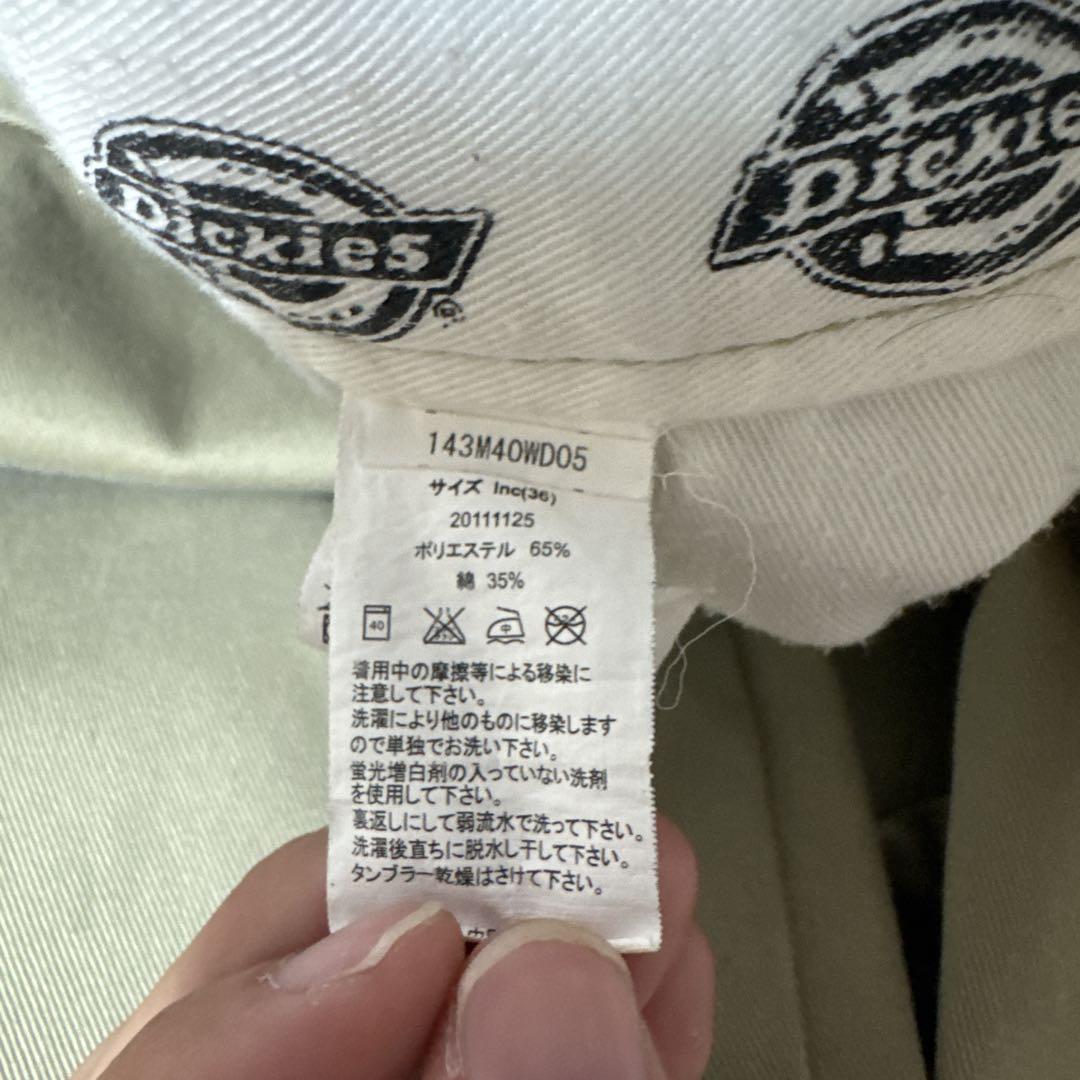 Dickies
®
Dickies
143M40WD05
サイズ Inc(36)
20111125
ポリエステル 65%
綿 35%
40
中
着用中の摩擦等による移染に
注意して下さい。
洗濯により他のものに移染します
ので単独でお洗い下さい。
蛍光増白剤の入っていない洗剤
を使用して下さい。
裏返しにして弱流水で洗って下さい。
洗濯後直ちに脱水し干して下さい。
タンブラー乾燥はさけて下さい。